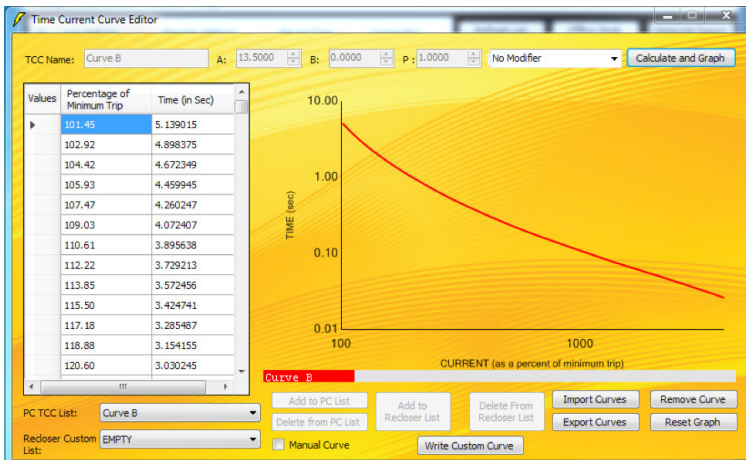 Time Current Curve Editor
TCC Name: Curve B A: 13.5000 B: 0.0000 P: 1.0000 No Modifier Calculate and Graph
Values Percentage of Minimum Trip Time (in Sec)
101.45 5.139015
102.92 4.898375
104.42 4.672349
105.93 4.459945
107.47 4.260247
109.03 4.072407
110.61 3.895638
112.22 3.729213
113.85 3.572456
115.50 3.424741
117.18 3.285487
118.88 3.154155
120.60 3.030245
10.00
1.00
0.10
0.01
TIME (sec)
100 1000
CURRENT (as a percent of minimum trip)
Curve B
PC TCC List: Curve B
Recloser Custom List: EMPTY
Add to PC List
Delete from PC List
Add to Recloser List
Delete From Recloser List
Import Curves
Remove Curve
Export Curves
Reset Graph
Manual Curve
Write Custom Curve